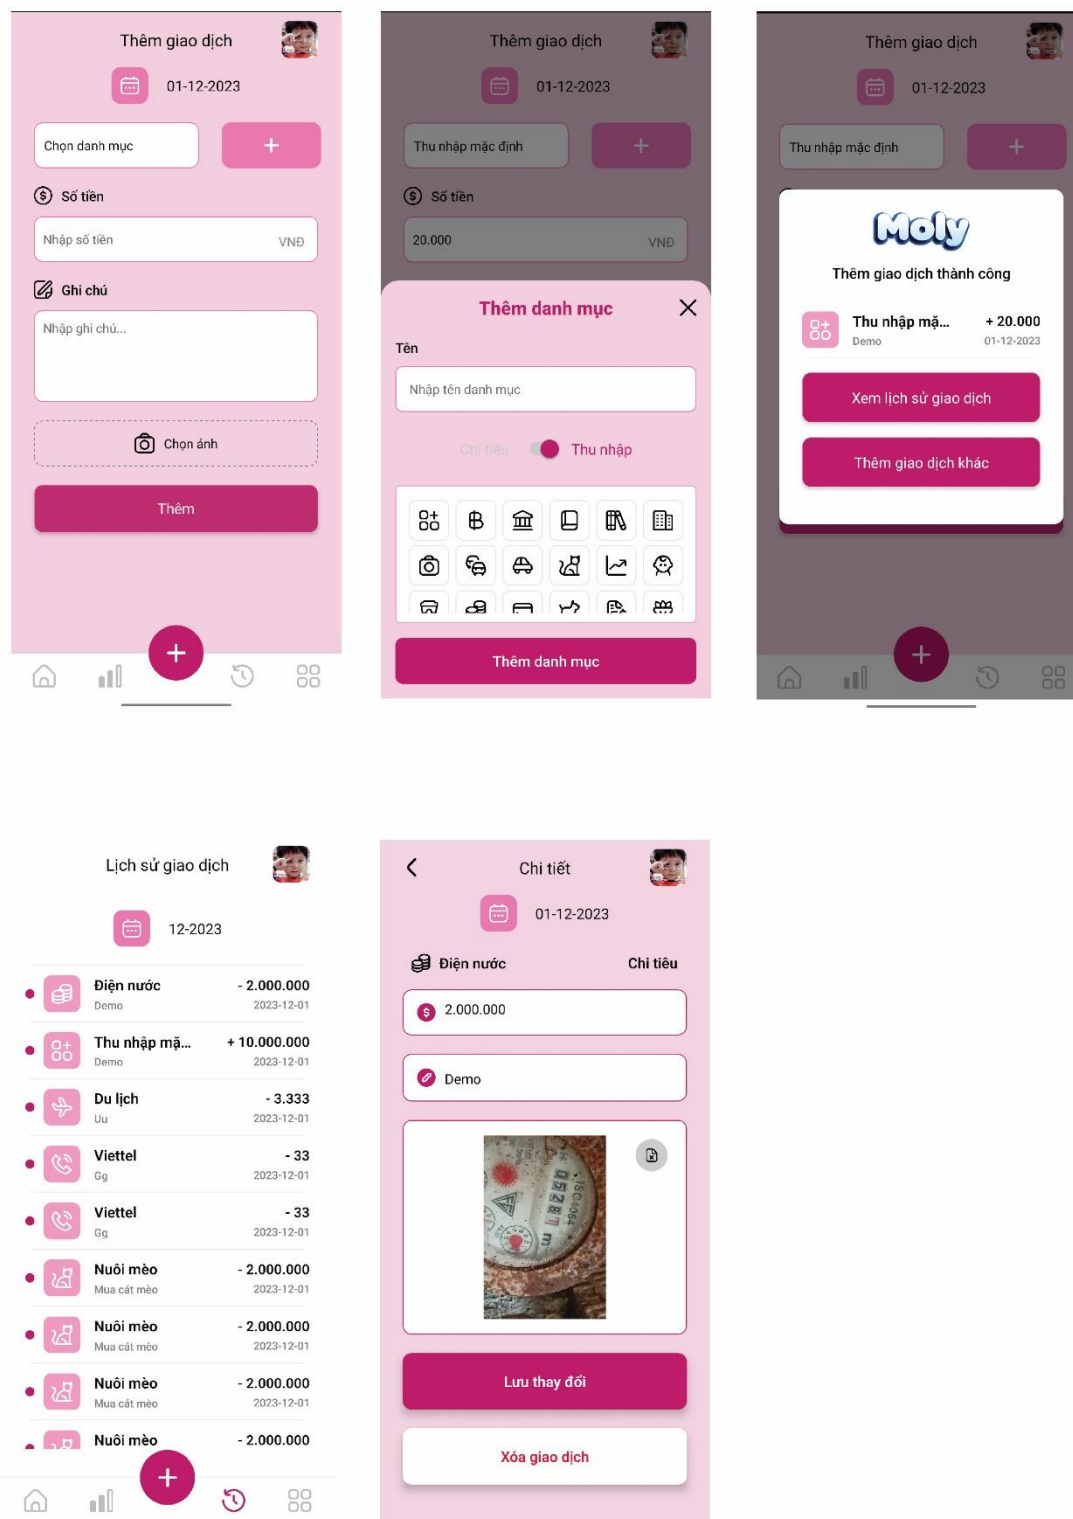 Thêm giao dịch
01-12-2023
Chọn danh mục
+
Số tiền
Nhập số tiền VNĐ
Ghi chú
Nhập ghi chú...
Chọn ảnh
Thêm
+
Thêm giao dịch
01-12-2023
Thu nhập mặc định
+
Số tiền
20.000 VNĐ
Thêm danh mục
Tên
Nhập tên danh mục
Chi tiêu Thu nhập
Thêm danh mục
Thêm giao dịch
01-12-2023
Thu nhập mặc định
+
Moly
Thêm giao dịch thành công
Thu nhập mặ... + 20.000
Demo 01-12-2023
Xem lịch sử giao dịch
Thêm giao dịch khác
+
Lịch sử giao dịch
12-2023
Điện nước - 2.000.000
Demo 2023-12-01
Thu nhập mặ... + 10.000.000
Demo 2023-12-01
Du lịch - 3.333
Uu 2023-12-01
Viettel - 33
Gg 2023-12-01
Viettel - 33
Gg 2023-12-01
Nuôi mèo - 2.000.000
Mua cát mèo 2023-12-01
Nuôi mèo - 2.000.000
Mua cát mèo 2023-12-01
Nuôi mèo - 2.000.000
Mua cát mèo 2023-12-01
Nuôi mèo - 2.000.000
+
Chi tiết
01-12-2023
Điện nước Chi tiêu
2.000.000
Demo
05287 m
ISO4064
Lưu thay đổi
Xóa giao dịch